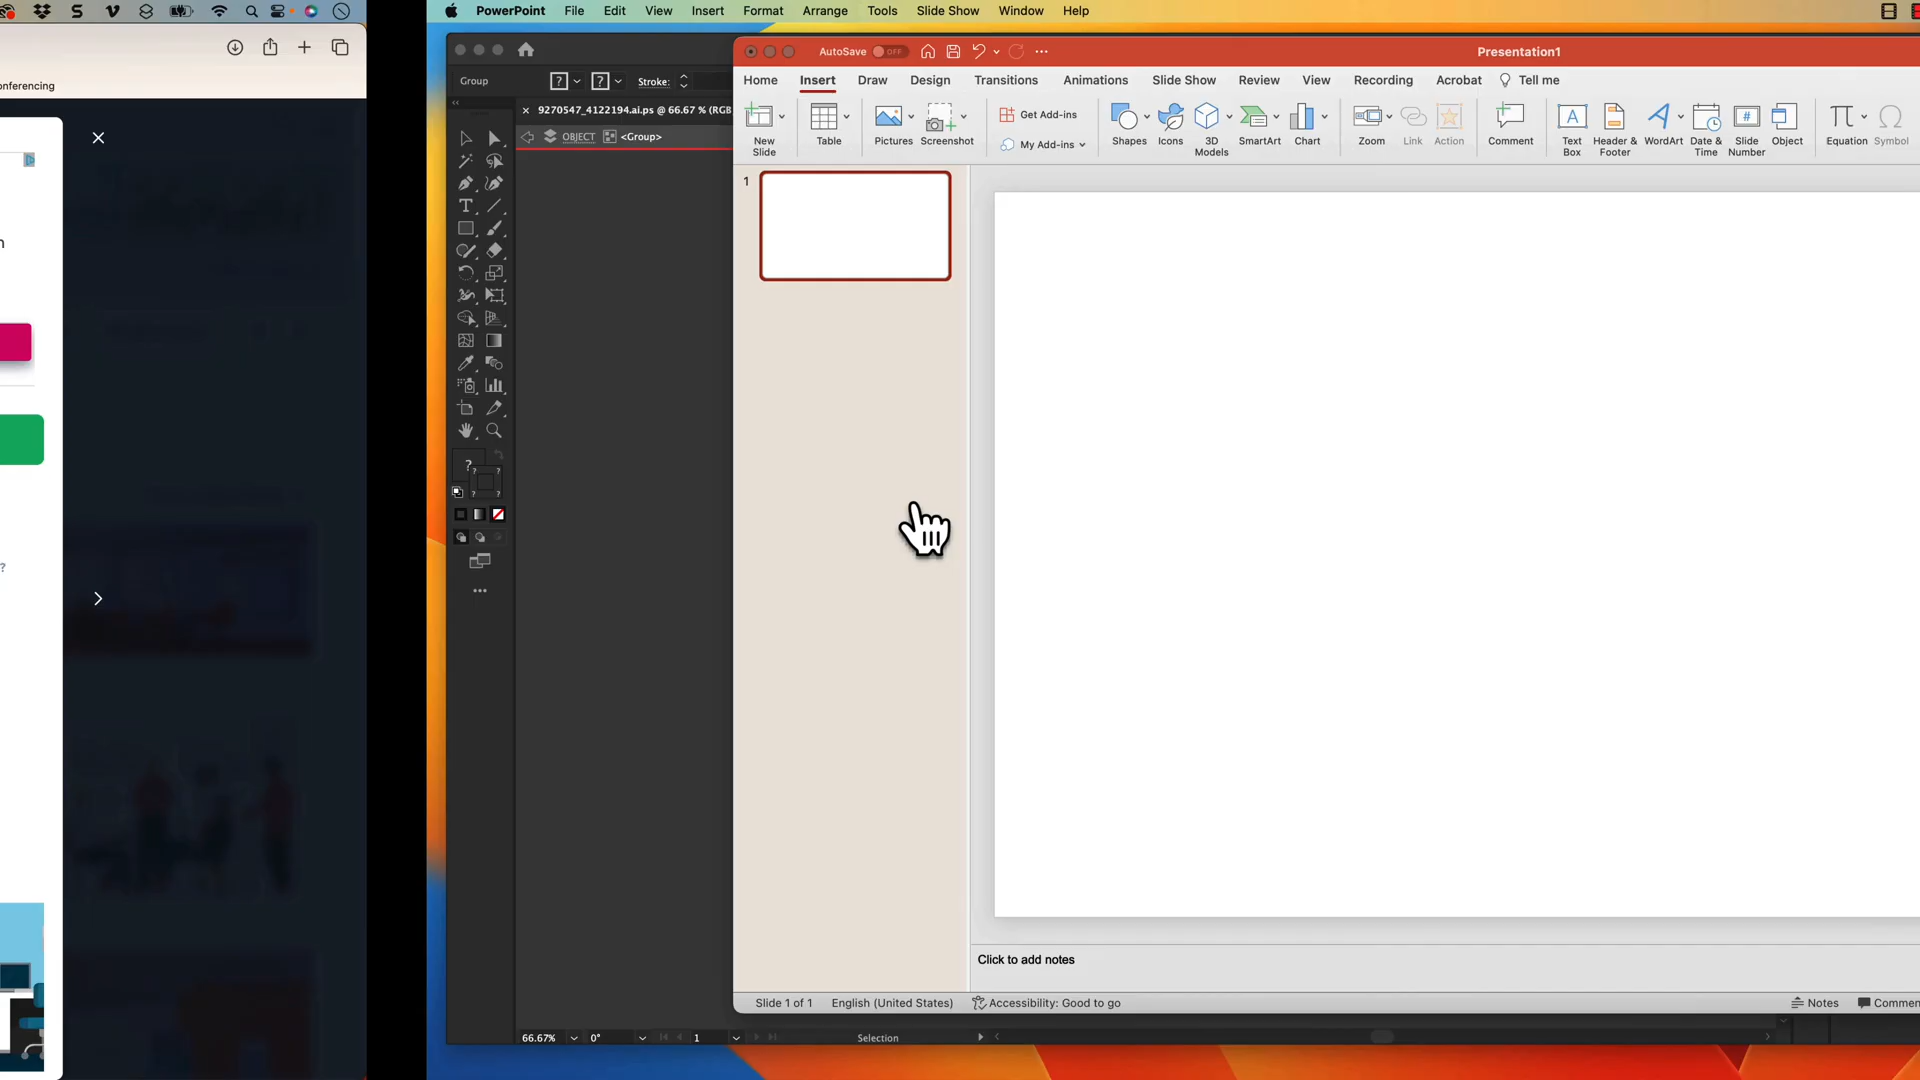 PowerPoint File Edit View Insert Format Arrange Tools Slide Show Window Help
onferencing
n
?
Group
Stroke:
9270547_4122194.ai.ps @ 66.67 % (RGB
OBJECT <Group>
66.67% 0° 1 Selection
AutoSave OFF Presentation1
Home Insert Draw Design Transitions Animations Slide Show Review View Recording Acrobat Tell me
New Slide
Table
Pictures
Screenshot
Get Add-ins
My Add-ins
Shapes
Icons
3D Models
SmartArt
Chart
Zoom
Link
Action
Comment
Text Box
Header & Footer
WordArt
Date & Time
Slide Number
Object
Equation
Symbol
1
Click to add notes
Slide 1 of 1 English (United States) Accessibility: Good to go Notes Commen